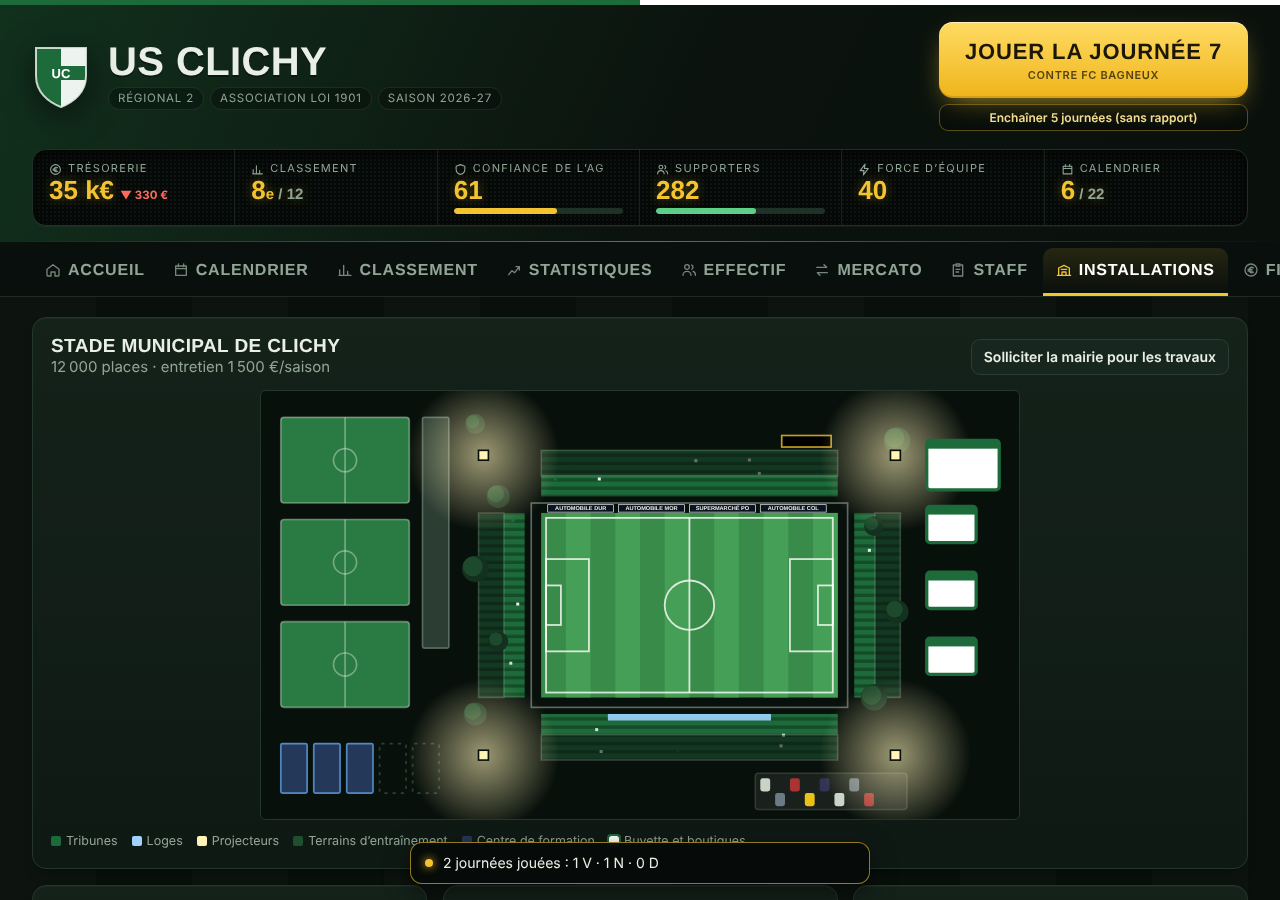 UC
US CLICHY
RÉGIONAL 2
ASSOCIATION LOI 1901
SAISON 2026-27
JOUER LA JOURNÉE 7
CONTRE FC BAGNEUX
Enchaîner 5 journées (sans rapport)
TRÉSORERIE
35 k€ ▼ 330 €
CLASSEMENT
8e / 12
CONFIANCE DE L'AG
61
SUPPORTERS
282
FORCE D'ÉQUIPE
40
CALENDRIER
6 / 22
ACCUEIL
CALENDRIER
CLASSEMENT
STATISTIQUES
EFFECTIF
MERCATO
STAFF
INSTALLATIONS
STADE MUNICIPAL DE CLICHY
12 000 places · entretien 1 500 €/saison
Solliciter la mairie pour les travaux
AUTOMOBILE DUR
AUTOMOBILE MOR
SUPERMARCHÉ PO
AUTOMOBILE COL
Tribunes
Loges
Projecteurs
Terrains d'entraînement
Centre de formation
Buvette et boutiques
2 journées jouées : 1 V · 1 N · 0 D